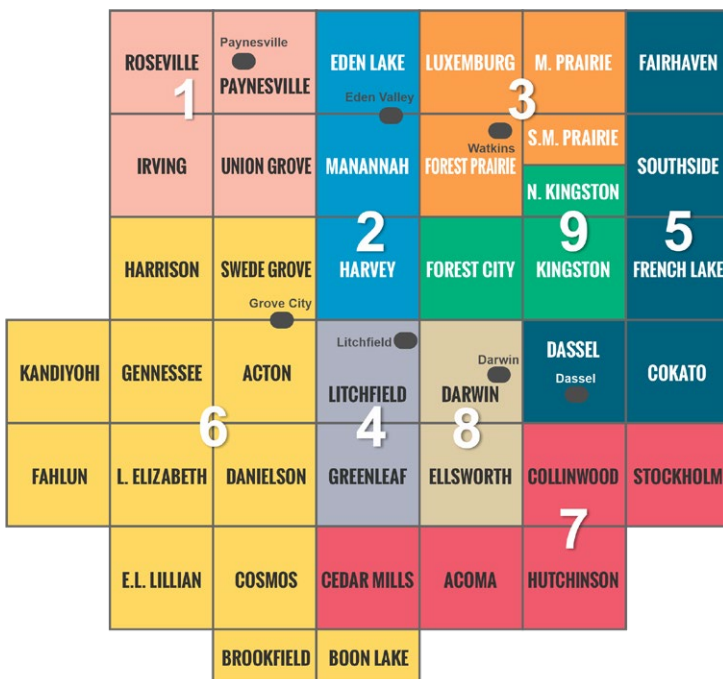 Paynesville
ROSEVILLE
PAYNESVILLE
EDEN LAKE
LUXEMBURG
M. PRAIRIE
FAIRHAVEN
1
3
Eden Valley
Watkins
S.M. PRAIRIE
IRVING
UNION GROVE
MANANNAH
FOREST PRAIRIE
SOUTHSIDE
N. KINGSTON
2
9
5
HARRISON
SWEDE GROVE
HARVEY
FOREST CITY
KINGSTON
FRENCH LAKE
Grove City
Litchfield
Darwin
DASSEL
Dassel
KANDIYOHI
GENNESSEE
ACTON
LITCHFIELD
DARWIN
COKATO
6
4
8
FAHLUN
L. ELIZABETH
DANIELSON
GREENLEAF
ELLSWORTH
COLLINWOOD
STOCKHOLM
7
E.L. LILLIAN
COSMOS
CEDAR MILLS
ACOMA
HUTCHINSON
BROOKFIELD
BOON LAKE